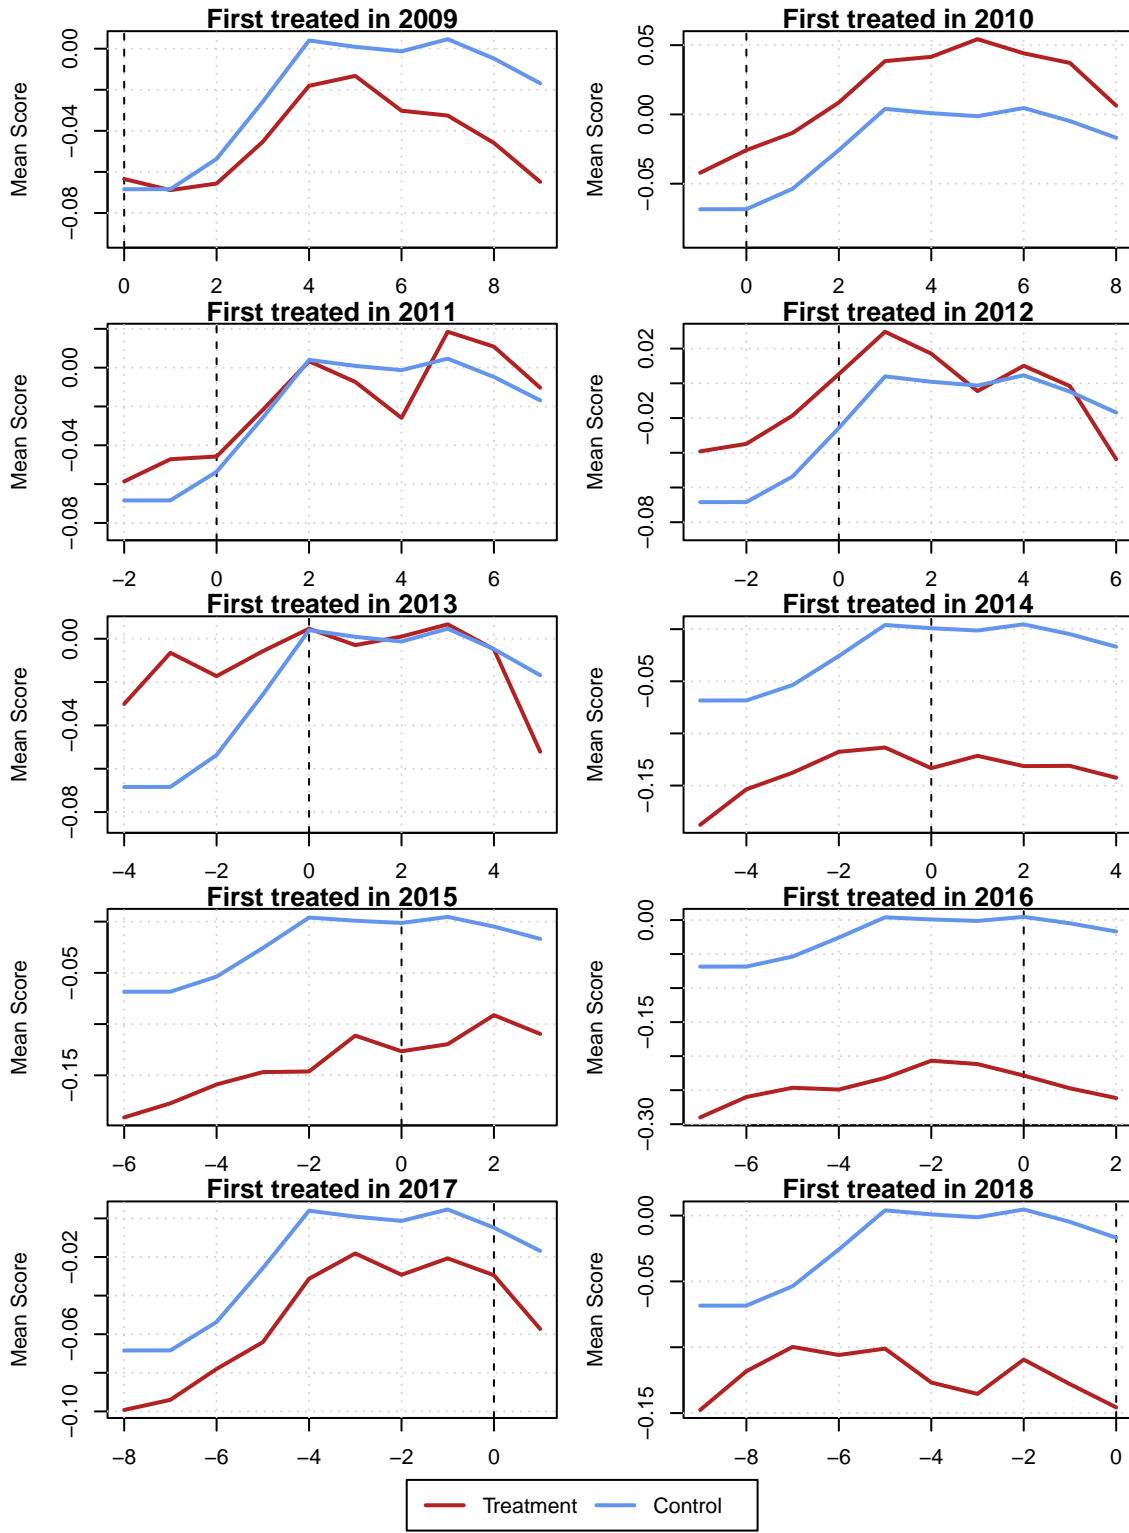 First treated in 2009
Mean Score
0.00
−0.04
−0.08
0 2 4 6 8
First treated in 2010
Mean Score
0.05
0.00
−0.05
0 2 4 6 8
First treated in 2011
Mean Score
0.00
−0.04
−0.08
−2 0 2 4 6
First treated in 2012
Mean Score
0.02
−0.02
−0.08
−2 0 2 4 6
First treated in 2013
Mean Score
0.00
−0.04
−0.08
−4 −2 0 2 4
First treated in 2014
Mean Score
−0.05
−0.15
−4 −2 0 2 4
First treated in 2015
Mean Score
−0.05
−0.15
−6 −4 −2 0 2
First treated in 2016
Mean Score
0.00
−0.15
−0.30
−6 −4 −2 0 2
First treated in 2017
Mean Score
−0.02
−0.06
−0.10
−8 −6 −4 −2 0
First treated in 2018
Mean Score
0.00
−0.05
−0.15
−8 −6 −4 −2 0
Treatment Control